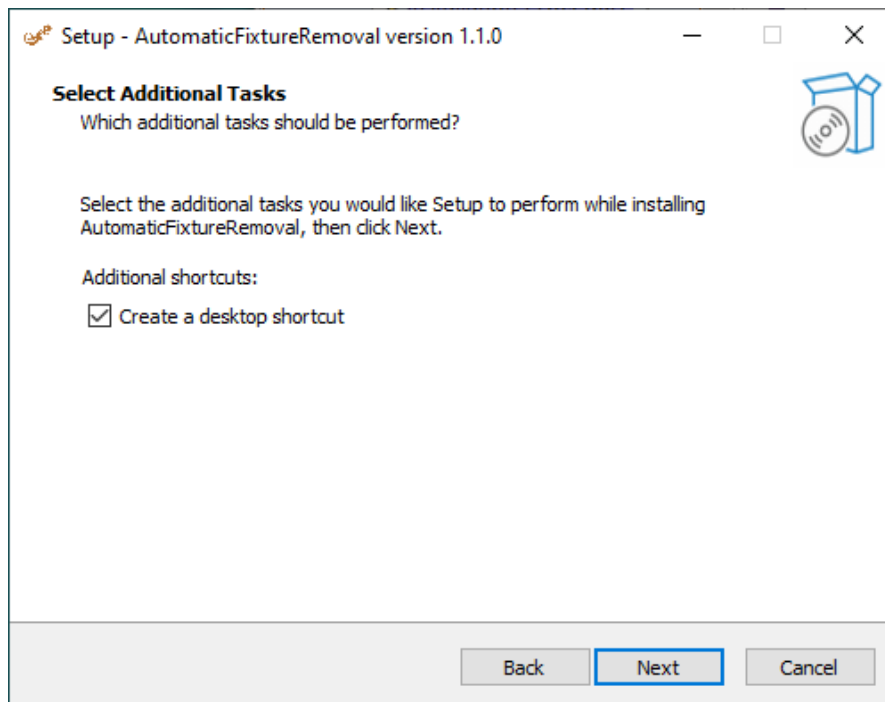 Setup - AutomaticFixtureRemoval version 1.1.0
Select Additional Tasks
Which additional tasks should be performed?
Select the additional tasks you would like Setup to perform while installing
AutomaticFixtureRemoval, then click Next.
Additional shortcuts:
Create a desktop shortcut
Back
Next
Cancel